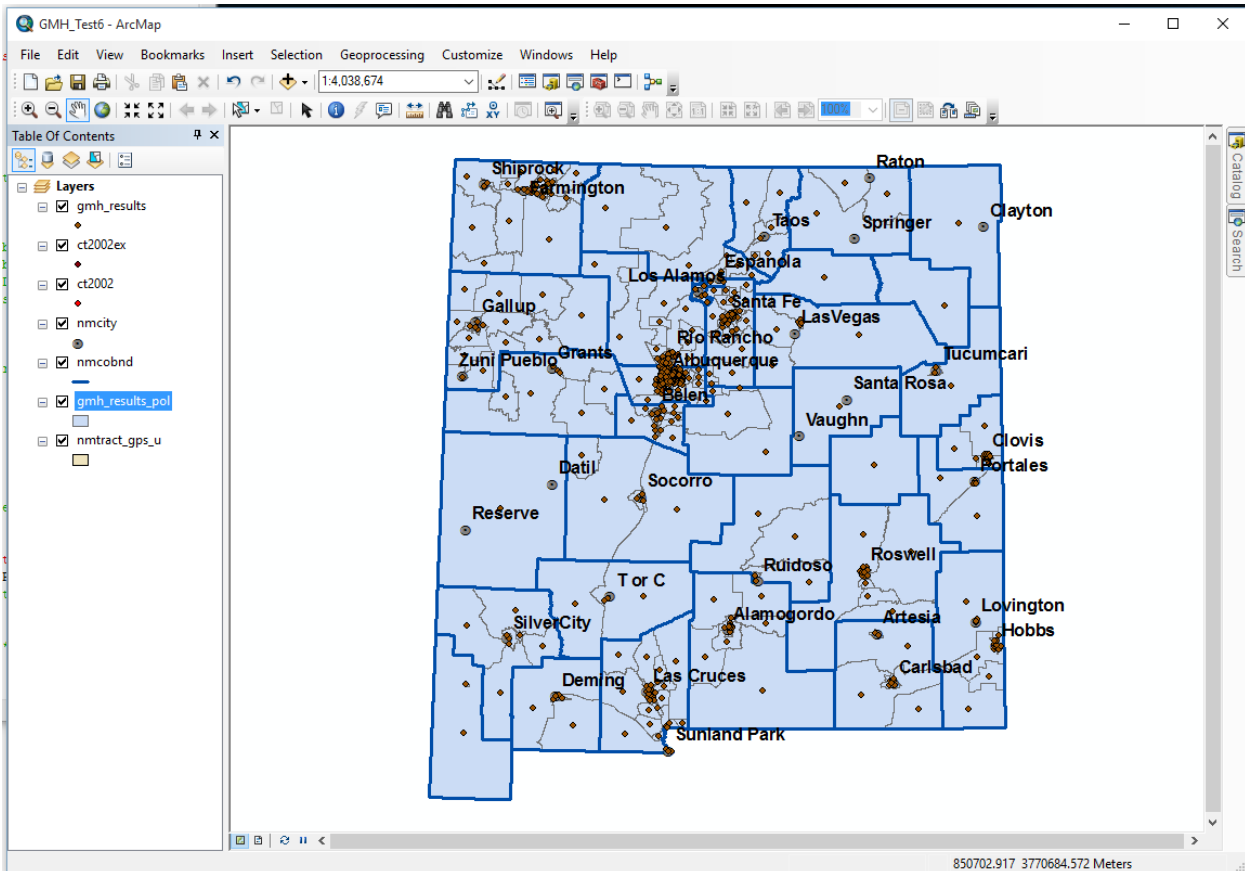 GMH_Test6 - ArcMap
File Edit View Bookmarks Insert Selection Geoprocessing Customize Windows Help
1:4,038,674
100%
Table Of Contents
Layers
gmh_results
ct2002ex
ct2002
nmcity
nmcobnd
gmh_results_pol
nmtract_gps_u
Catalog
Search
Raton
Shiprock
Farmington
Clayton
Taos
Springer
Espanola
Los Alamos
Santa Fe
Gallup
LasVegas
Rio Rancho
Tucumcari
Zuni Pueblo
Grants
Albuquerque
Santa Rosa
Belen
Vaughn
Clovis
Portales
Datil
Socorro
Reserve
Roswell
Ruidoso
T or C
Lovington
Alamogordo
Artesia
SilverCity
Hobbs
Carlsbad
Deming
Las Cruces
Sunland Park
850702.917 3770684.572 Meters